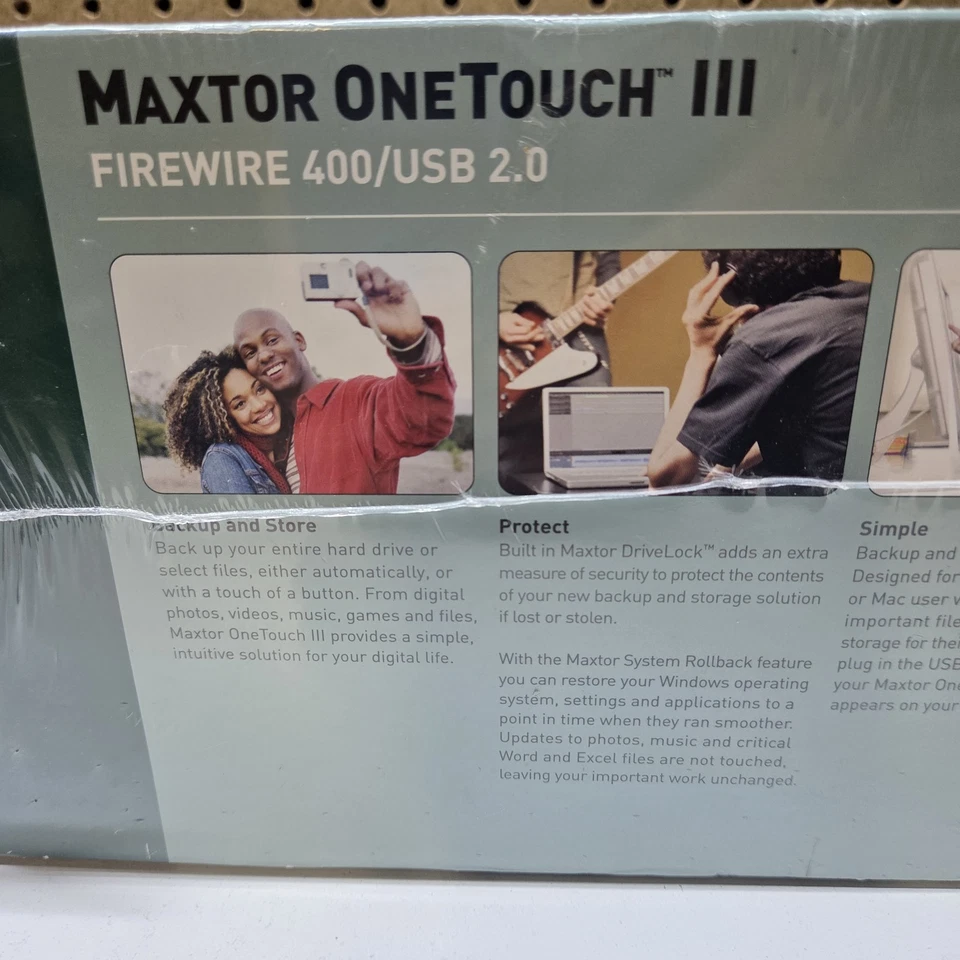 MAXTOR ONETOUCH™ III
FIREWIRE 400/USB 2.0
Backup and Store
Back up your entire hard drive or
select files, either automatically, or
with a touch of a button. From digital
photos, videos, music, games and files,
Maxtor OneTouch III provides a simple,
intuitive solution for your digital life.
Protect
Built in Maxtor DriveLock™ adds an extra
measure of security to protect the contents
of your new backup and storage solution
if lost or stolen.
With the Maxtor System Rollback feature
you can restore your Windows operating
system, settings and applications to a
point in time when they ran smoother.
Updates to photos, music and critical
Word and Excel files are not touched,
leaving your important work unchanged.
Simple
Backup and
Designed for
or Mac user
important file
storage for their
plug in the USB
your Maxtor One
appears on your